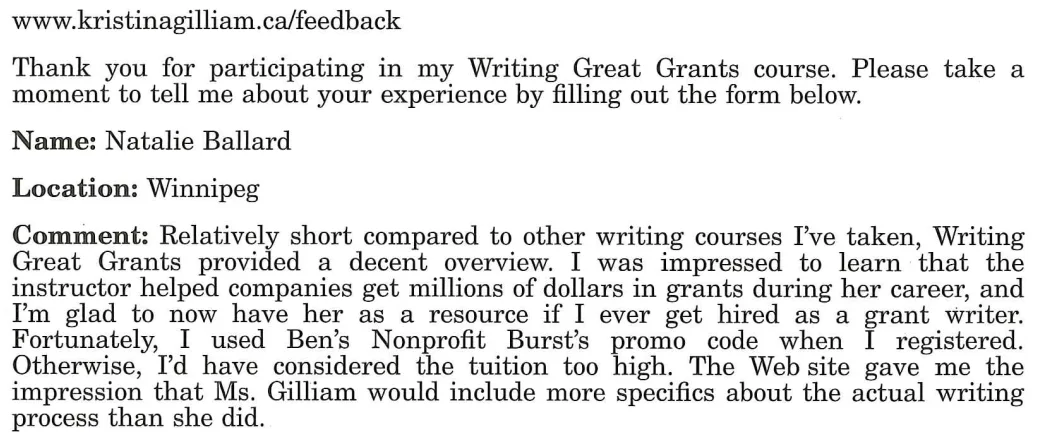 www.kristinagilliam.ca/feedback
Thank you for participating in my Writing Great Grants course. Please take a
moment to tell me about your experience by filling out the form below.
Name: Natalie Ballard
Location: Winnipeg
Comment: Relatively short compared to other writing courses I've taken, Writing
Great Grants provided a decent overview. I was impressed to learn that the
instructor helped companies get millions of dollars in grants during her career, and
I'm glad to now have her as a resource if I ever get hired as a grant writer.
Fortunately, I used Ben's Nonprofit Burst's promo code when I registered.
Otherwise, I'd have considered the tuition too high. The Web site gave me the
impression that Ms. Gilliam would include more specifics about the actual writing
process than she did.